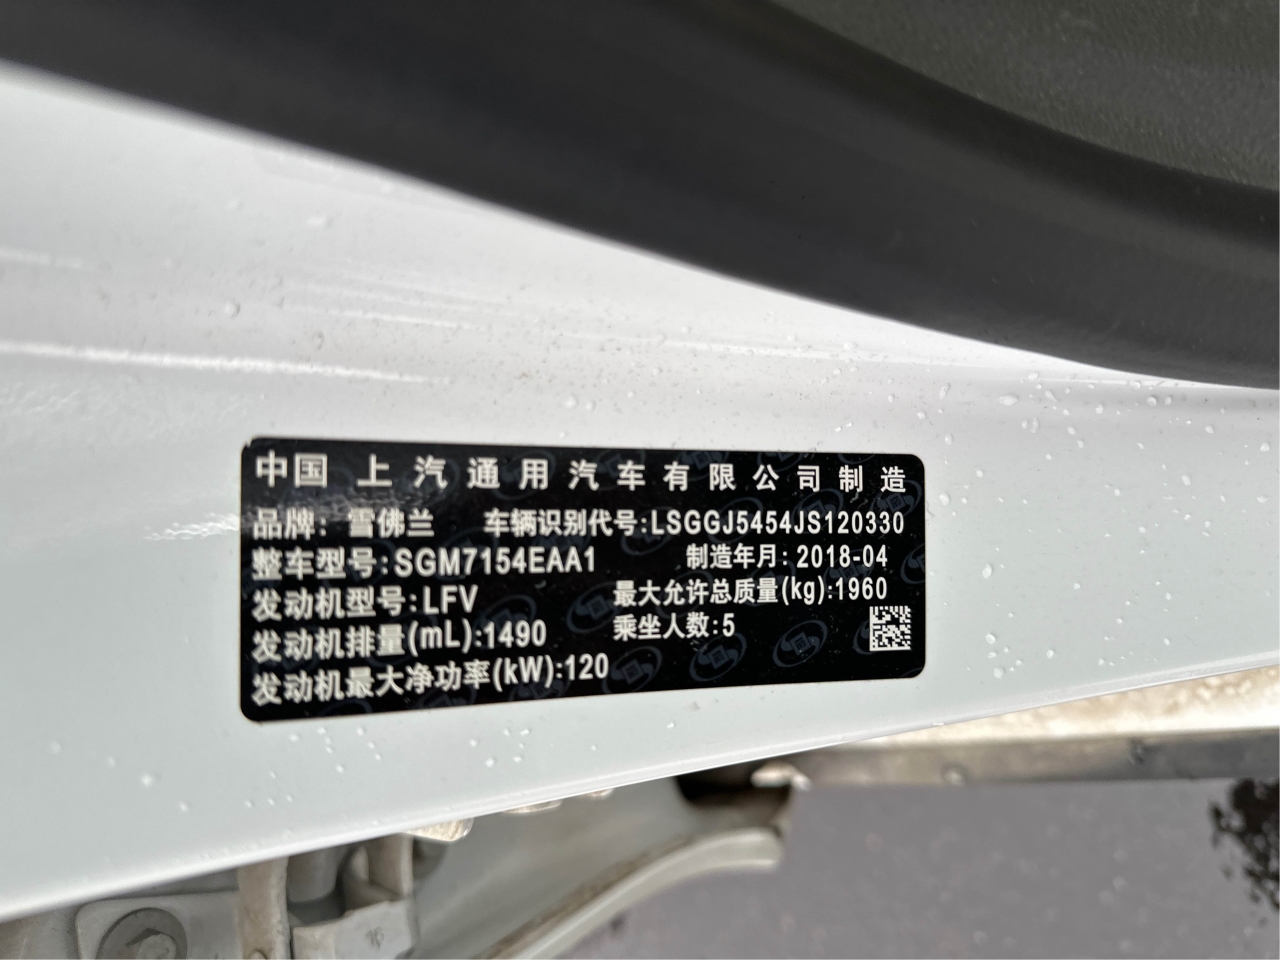 中国 上汽通用汽车有限公司制造
品牌：雪佛兰 车辆识别代号:LSGGJ5454JS120330
整车型号:SGM7154EAA1 制造年月: 2018-04
发动机型号:LFV 最大允许总质量(kg):1960
发动机排量(mL):1490 乘坐人数:5
发动机最大净功率(kW):120